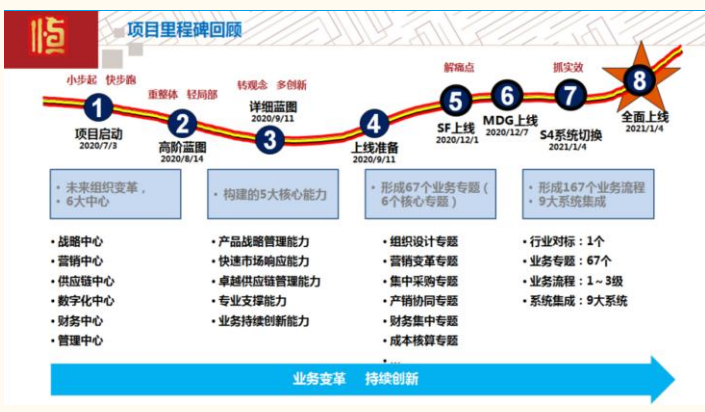 恒
项目里程碑回顾
小步起 快步跑
重整体 轻局部
转观念 多创新
解痛点
抓实效
1
项目启动
2020/7/3
2
高阶蓝图
2020/8/14
详细蓝图
2020/9/11
3
4
上线准备
2020/9/11
5
SF上线
2020/12/1
6
MDG上线
2020/12/7
7
S4系统切换
2021/1/4
8
全面上线
2021/1/4
• 未来组织变革，
• 6大中心
• 构建的5大核心能力
• 形成67个业务专题（
6个核心专题）
• 形成167个业务流程
• 9大系统集成
• 战略中心
• 营销中心
• 供应链中心
• 数字化中心
• 财务中心
• 管理中心
• 产品战略管理能力
• 快速市场响应能力
• 卓越供应链管理能力
• 专业支撑能力
• 业务持续创新能力
• 组织设计专题
• 营销变革专题
• 集中采购专题
• 产销协同专题
• 财务集中专题
• 成本核算专题
• ...
• 行业对标：1个
• 业务专题：67个
• 业务流程：1～3级
• 系统集成：9大系统
业务变革 持续创新